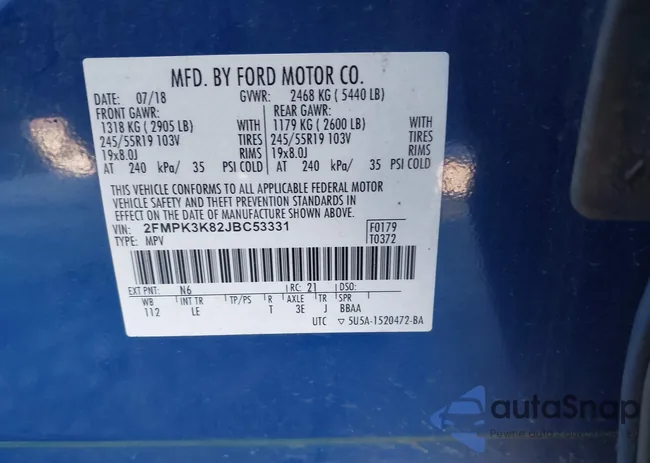 MFD. BY FORD MOTOR CO.
DATE: 07/18 GVWR: 2468 KG ( 5440 LB)
FRONT GAWR: REAR GAWR:
1318 KG ( 2905 LB) WITH 1179 KG ( 2600 LB) WITH
245/55R19 103V TIRES 245/55R19 103V TIRES
19x8.0J RIMS 19x8.0J RIMS
AT 240 kPa/ 35 PSI COLD AT 240 kPa/ 35 PSI COLD
THIS VEHICLE CONFORMS TO ALL APPLICABLE FEDERAL MOTOR
VEHICLE SAFETY AND THEFT PREVENTION STANDARDS IN
EFFECT ON THE DATE OF MANUFACTURE SHOWN ABOVE.
VIN: 2FMPK3K82JBC53331 F0179
TYPE: MPV T0372
EXT PNT: N6 RC: 21 DSO:
WB INT TR TP/PS R AXLE TR SPR
112 LE T 3E J BBAA
UTC ▽ 5U5A-1520472-BA
autoSnap